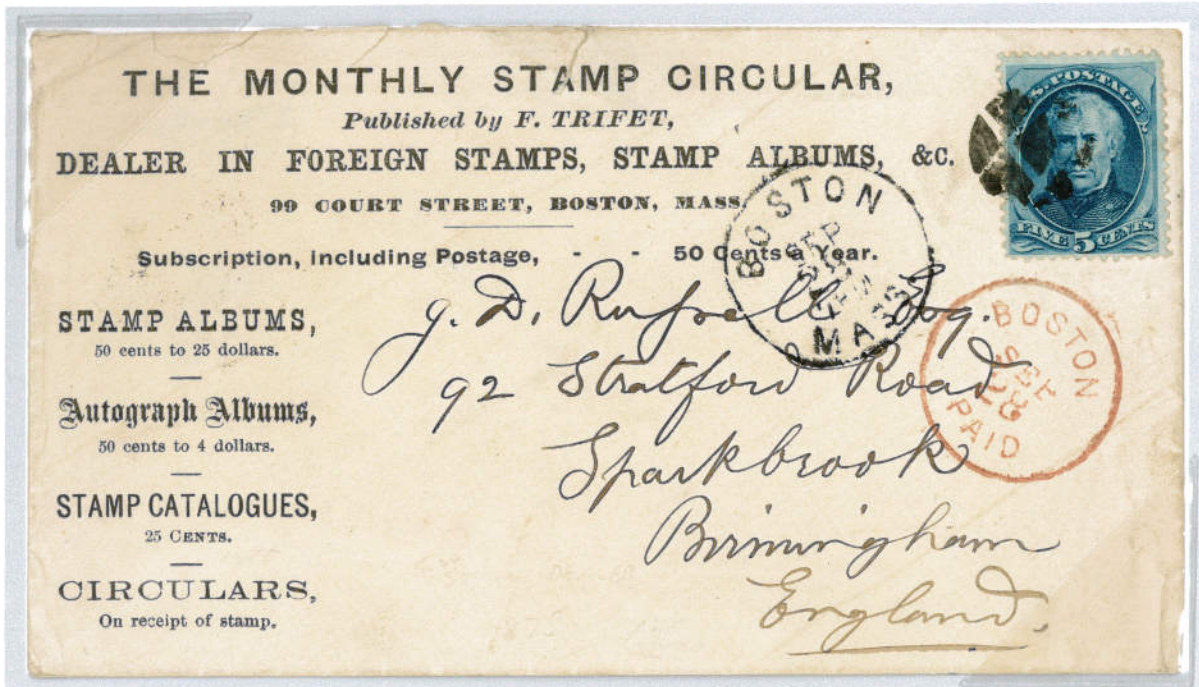 THE MONTHLY STAMP CIRCULAR,
Published by F. TRIFET,
DEALER IN FOREIGN STAMPS, STAMP ALBUMS, &c.
99 COURT STREET, BOSTON, MASS.
Subscription, including Postage, - - 50 Cents a Year.
STAMP ALBUMS,
50 cents to 25 dollars.
Autograph Albums,
50 cents to 4 dollars.
STAMP CATALOGUES,
25 CENTS.
CIRCULARS,
On receipt of stamp.
U.S. POSTAGE
FIVE 5 CENTS
BOSTON
SEP
MASS
BOSTON
PAID
J. D. Russell Esq.
92 Stratford Road
Sparkbrook
Birmingham
England.